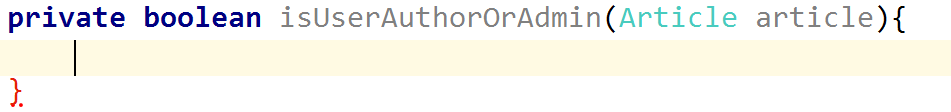 private boolean isUserAuthorOrAdmin(Article article){
}